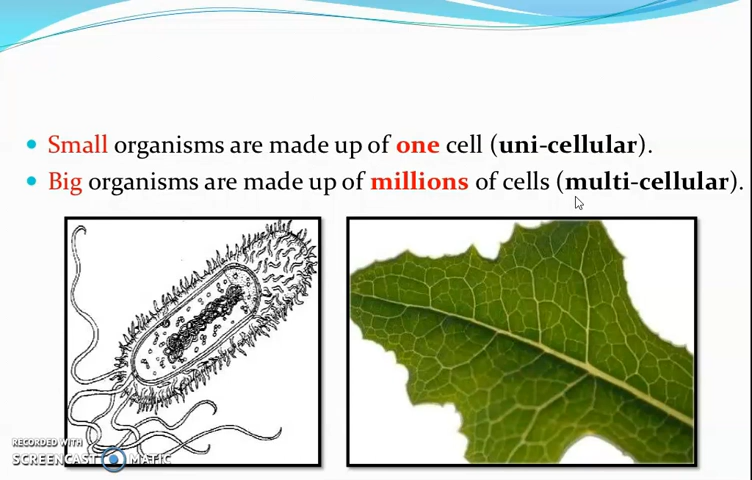 Small organisms are made up of one cell (uni-cellular).
Big organisms are made up of millions of cells (multi-cellular).
RECORDED WITH
SCREENCAST MATIC